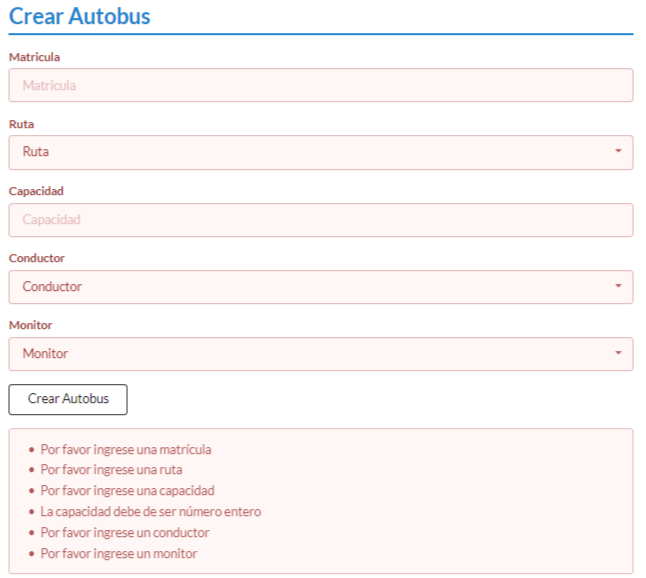 Crear Autobus
Matricula
Matricula
Ruta
Ruta
Capacidad
Capacidad
Conductor
Conductor
Monitor
Monitor
Crear Autobus
• Por favor ingrese una matrícula
• Por favor ingrese una ruta
• Por favor ingrese una capacidad
• La capacidad debe de ser número entero
• Por favor ingrese un conductor
• Por favor ingrese un monitor